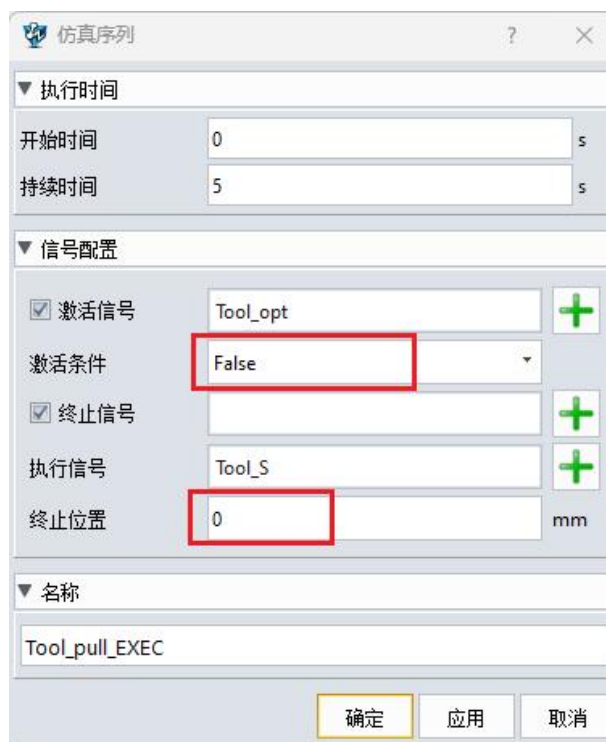 仿真序列 ?
执行时间
开始时间 0 s
持续时间 5 s
信号配置
激活信号 Tool_opt
激活条件 False
终止信号
执行信号 Tool_S
终止位置 0 mm
名称
Tool_pull_EXEC
确定 应用 取消